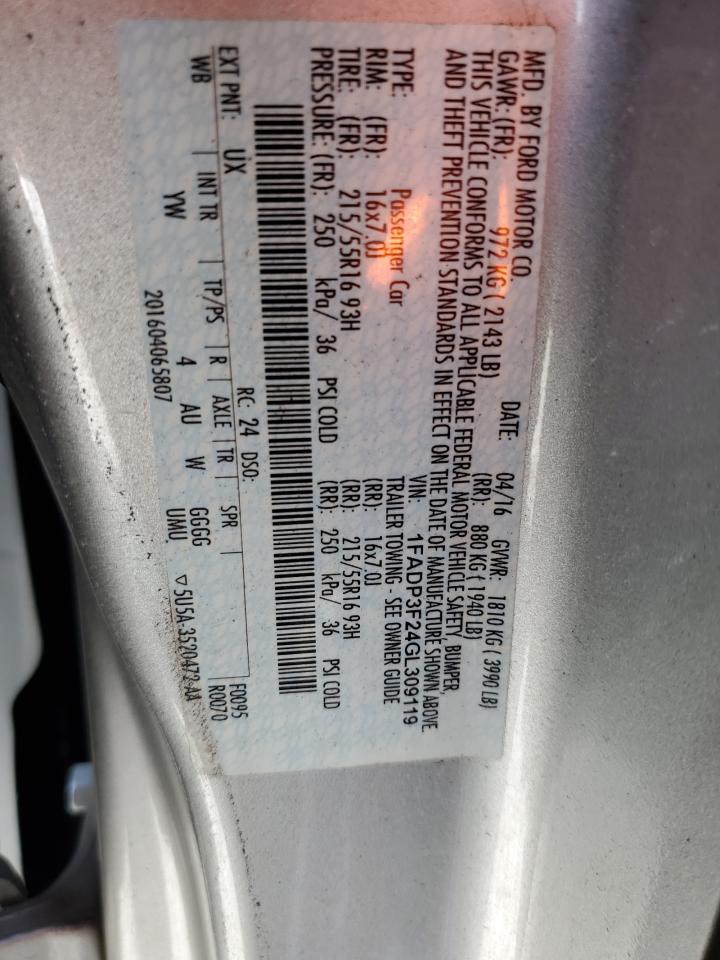 MFD. BY FORD MOTOR CO.
DATE: 04/16 GVWR: 1810 KG ( 3990 LB)
GAWR: (FR): 972 KG ( 2143 LB) (RR): 880 KG ( 1940 LB)
THIS VEHICLE CONFORMS TO ALL APPLICABLE FEDERAL MOTOR VEHICLE SAFETY, BUMPER,
AND THEFT PREVENTION STANDARDS IN EFFECT ON THE DATE OF MANUFACTURE SHOWN ABOVE.
VIN: 1FADP3F24GL309119
TYPE: Passenger Car TRAILER TOWING - SEE OWNER GUIDE
RIM: (FR): 16x7.0J (RR): 16x7.0J
TIRE: (FR): 215/55R16 93H (RR): 215/55R16 93H
PRESSURE: (FR): 250 kPa/ 36 PSI COLD (RR): 250 kPa/ 36 PSI COLD
RC: 24 DSO: F0095
EXT PNT: UX R0070
WB INT TR TP/PS R AXLE TR SPR
YW 4 AU W GGGG UMU
201604065807 ▽5U5A-3520472-AA